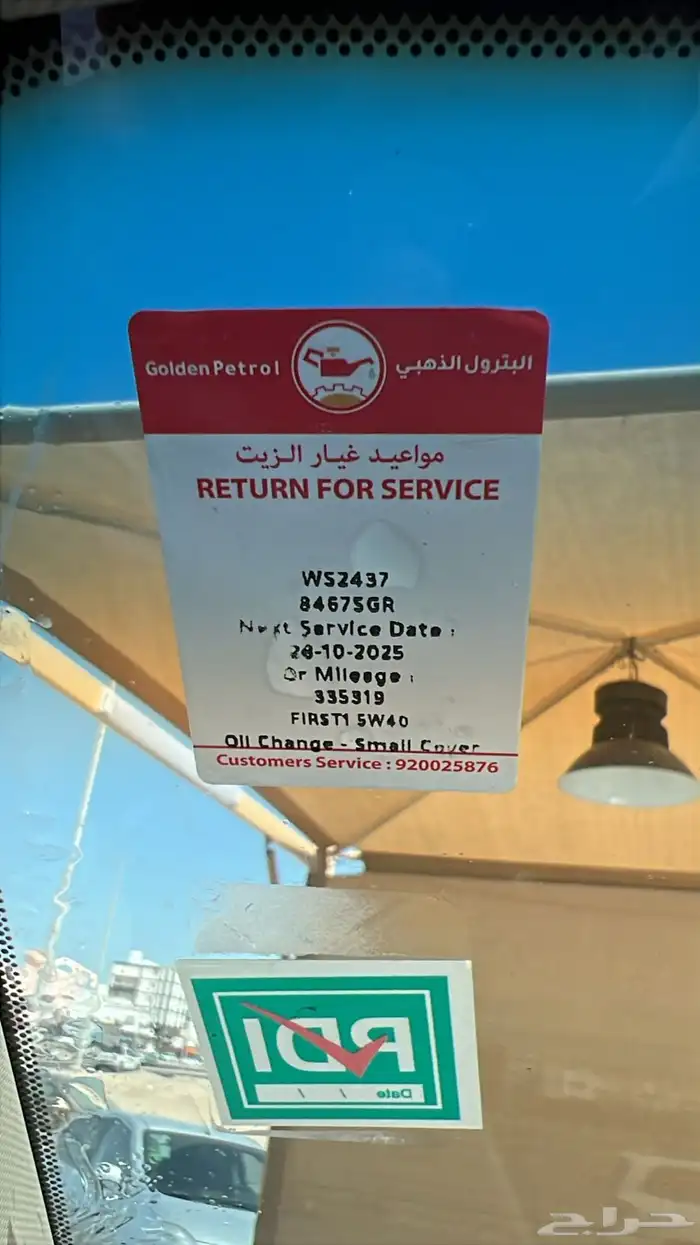 Golden Petrol
البترول الذهبي
مواعيد غيار الزيت
RETURN FOR SERVICE
WS2437
8467SGR
Next Service Date :
28-10-2025
Or Mileage :
335319
FIRST1 5W40
Oil Change - Small Cover
Customers Service : 920025876
PDI
Date / /
حراج